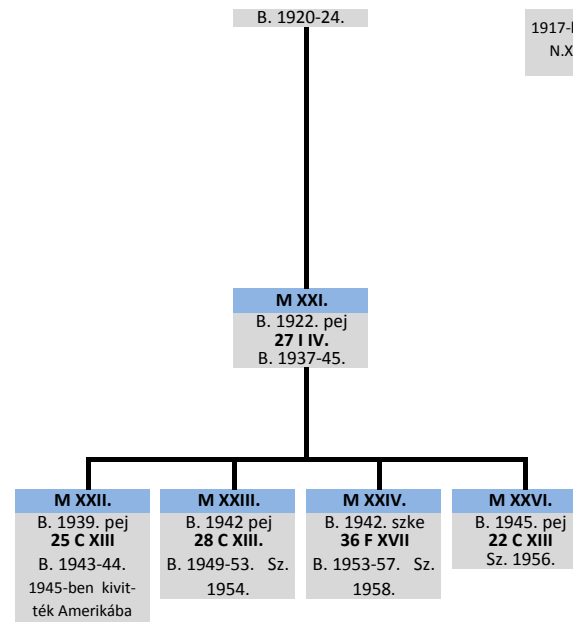 B. 1920-24.
1917-
N.X
M XXI.
B. 1922. pej
27 I IV.
B. 1937-45.
M XXII.
B. 1939. pej
25 C XIII
B. 1943-44.
1945-ben kivit-
ték Amerikába
M XXIII.
B. 1942 pej
28 C XIII.
B. 1949-53. Sz.
1954.
M XXIV.
B. 1942. szke
36 F XVII
B. 1953-57. Sz.
1958.
M XXVI.
B. 1945. pej
22 C XIII
Sz. 1956.